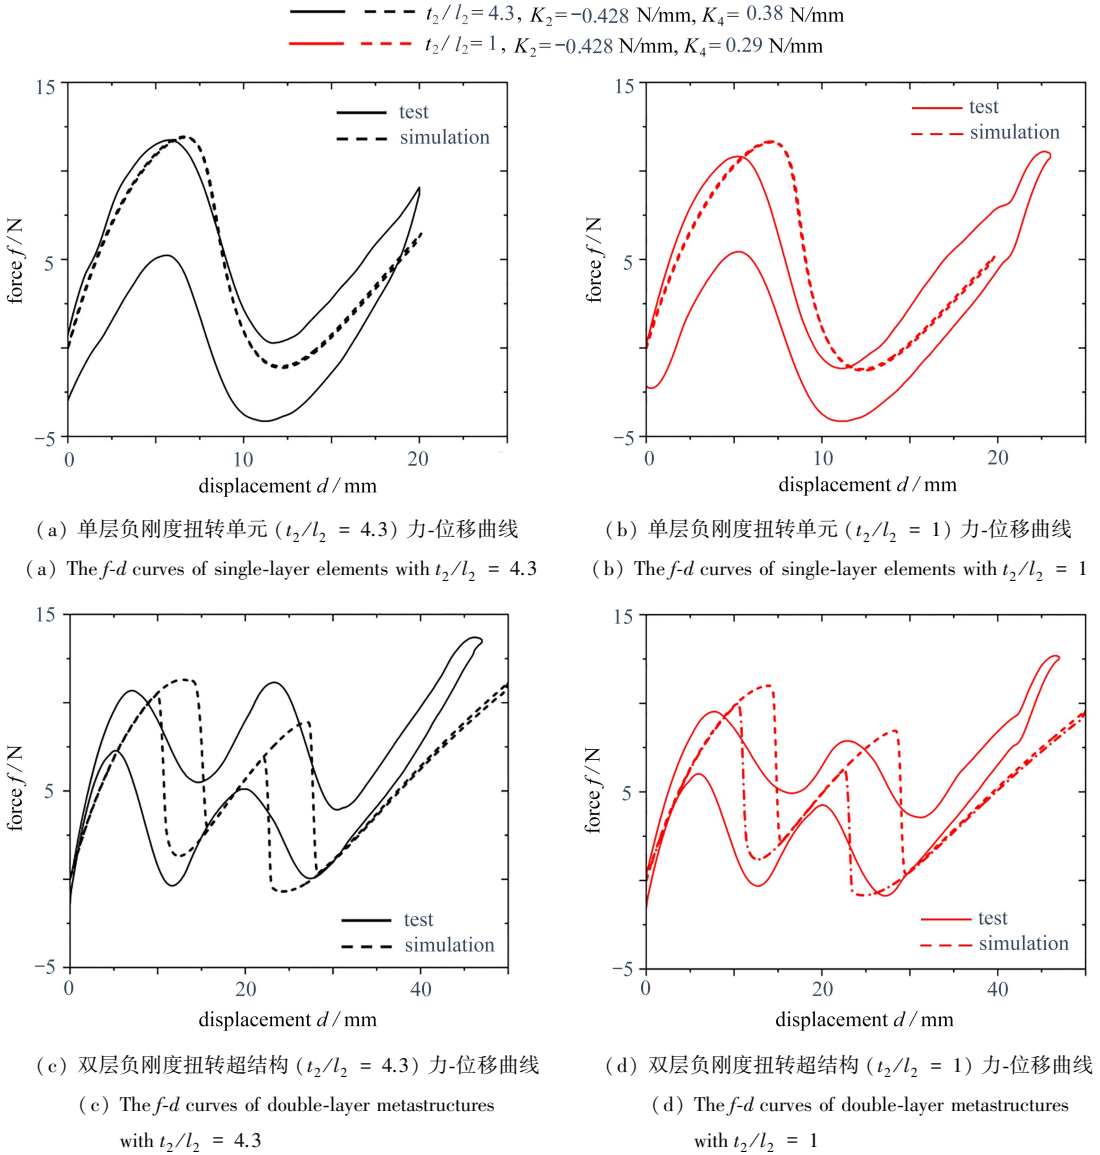 t₂/l₂=4.3, K₂=−0.428 N/mm, K₄= 0.38 N/mm
t₂/l₂=1, K₂=−0.428 N/mm, K₄=0.29 N/mm
15
5
−5
force f / N
test
simulation
0
10
20
displacement d / mm
15
5
−5
force f / N
test
simulation
0
10
20
displacement d / mm
(a) 单层负刚度扭转单元(t₂/l₂ = 4.3)力-位移曲线
(a) The f-d curves of single-layer elements with t₂/l₂ = 4.3
(b) 单层负刚度扭转单元(t₂/l₂ = 1)力-位移曲线
(b) The f-d curves of single-layer elements with t₂/l₂ = 1
15
5
−5
force f / N
test
simulation
0
20
40
displacement d / mm
15
5
−5
force f / N
test
simulation
0
20
40
displacement d / mm
(c) 双层负刚度扭转超结构(t₂/l₂ = 4.3)力-位移曲线
(c) The f-d curves of double-layer metastructures
with t₂/l₂ = 4.3
(d) 双层负刚度扭转超结构(t₂/l₂ = 1)力-位移曲线
(d) The f-d curves of double-layer metastructures
with t₂/l₂ = 1